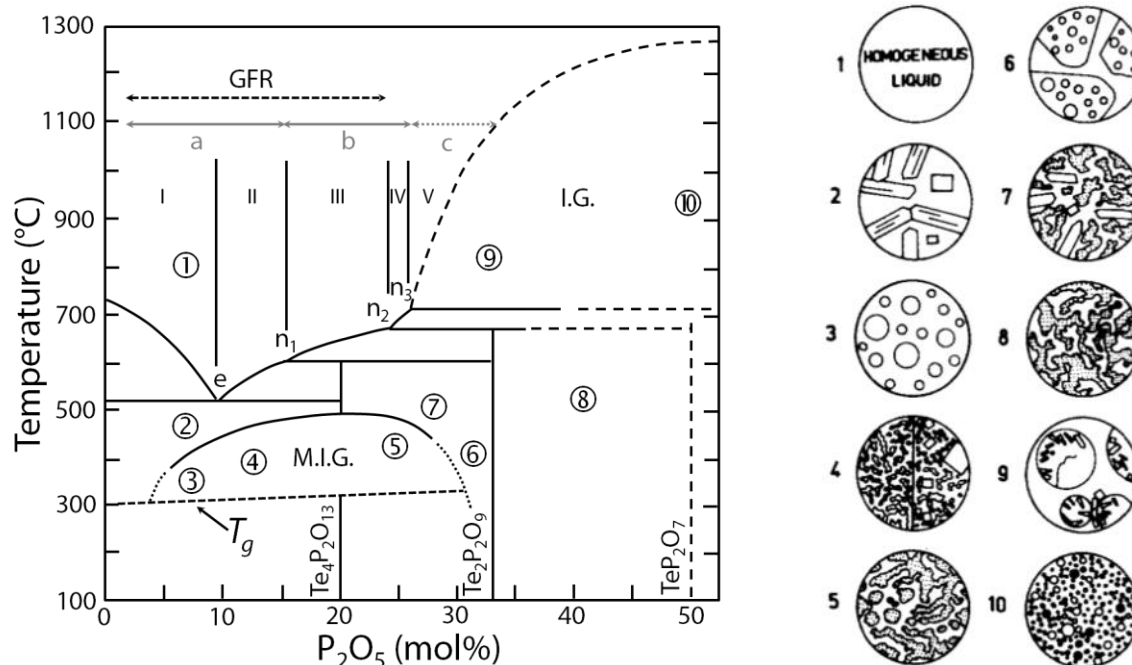 1300
1100
900
700
500
300
100
Temperature (°C)
GFR
a b c
I II III IV V
I.G.
①
⑩
⑨
n₃
n₂
n₁
e
⑧
⑦
②
⑤
⑥
④
M.I.G.
③
Tg
Te₄P₂O₁₃
Te₂P₂O₉
TeP₂O₇
0 10 20 30 40 50
P₂O₅ (mol%)
1 HOMOGENEOUS
LIQUID
2
3
4
5
6
7
8
9
10